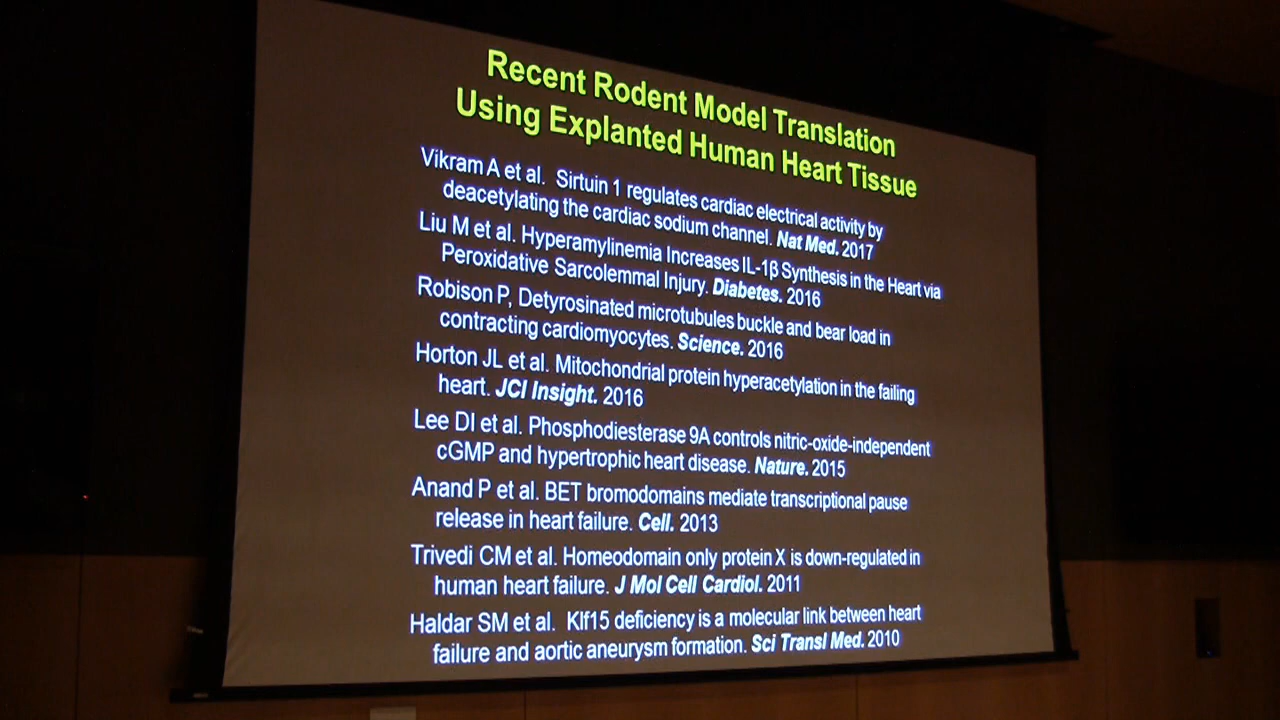 Recent Rodent Model Translation
Using Explanted Human Heart Tissue
Vikram A et al. Sirtuin 1 regulates cardiac electrical activity by
deacetylating the cardiac sodium channel. Nat Med. 2017
Liu M et al. Hyperamylinemia Increases IL-1β Synthesis in the Heart via
Peroxidative Sarcolemmal Injury. Diabetes. 2016
Robison P, Detyrosinated microtubules buckle and bear load in
contracting cardiomyocytes. Science. 2016
Horton JL et al. Mitochondrial protein hyperacetylation in the failing
heart. JCI Insight. 2016
Lee DI et al. Phosphodiesterase 9A controls nitric-oxide-independent
cGMP and hypertrophic heart disease. Nature. 2015
Anand P et al. BET bromodomains mediate transcriptional pause
release in heart failure. Cell. 2013
Trivedi CM et al. Homeodomain only protein X is down-regulated in
human heart failure. J Mol Cell Cardiol. 2011
Haldar SM et al. Klf15 deficiency is a molecular link between heart
failure and aortic aneurysm formation. Sci Transl Med. 2010